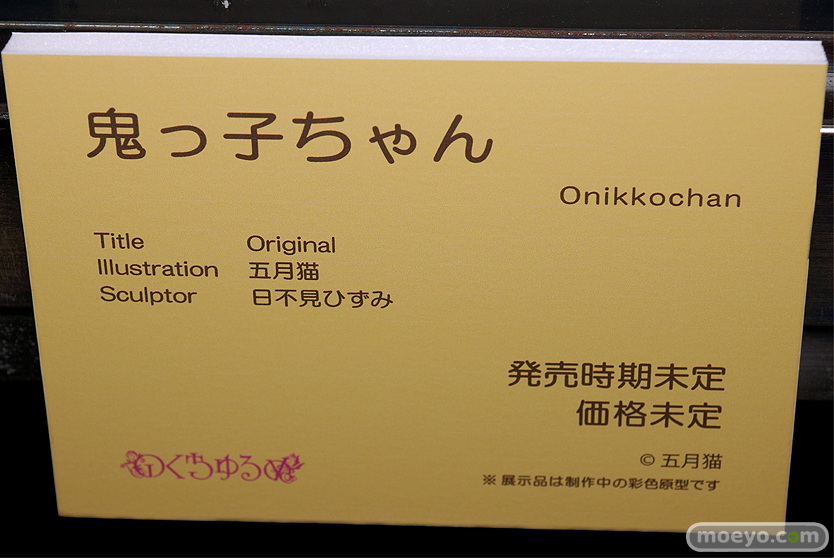 鬼っ子ちゃん
Onikkochan
Title Original
Illustration 五月猫
Sculptor 日不見ひずみ
発売時期未定
価格未定
© 五月猫
※ 展示品は制作中の彩色原型です
moeyo.com